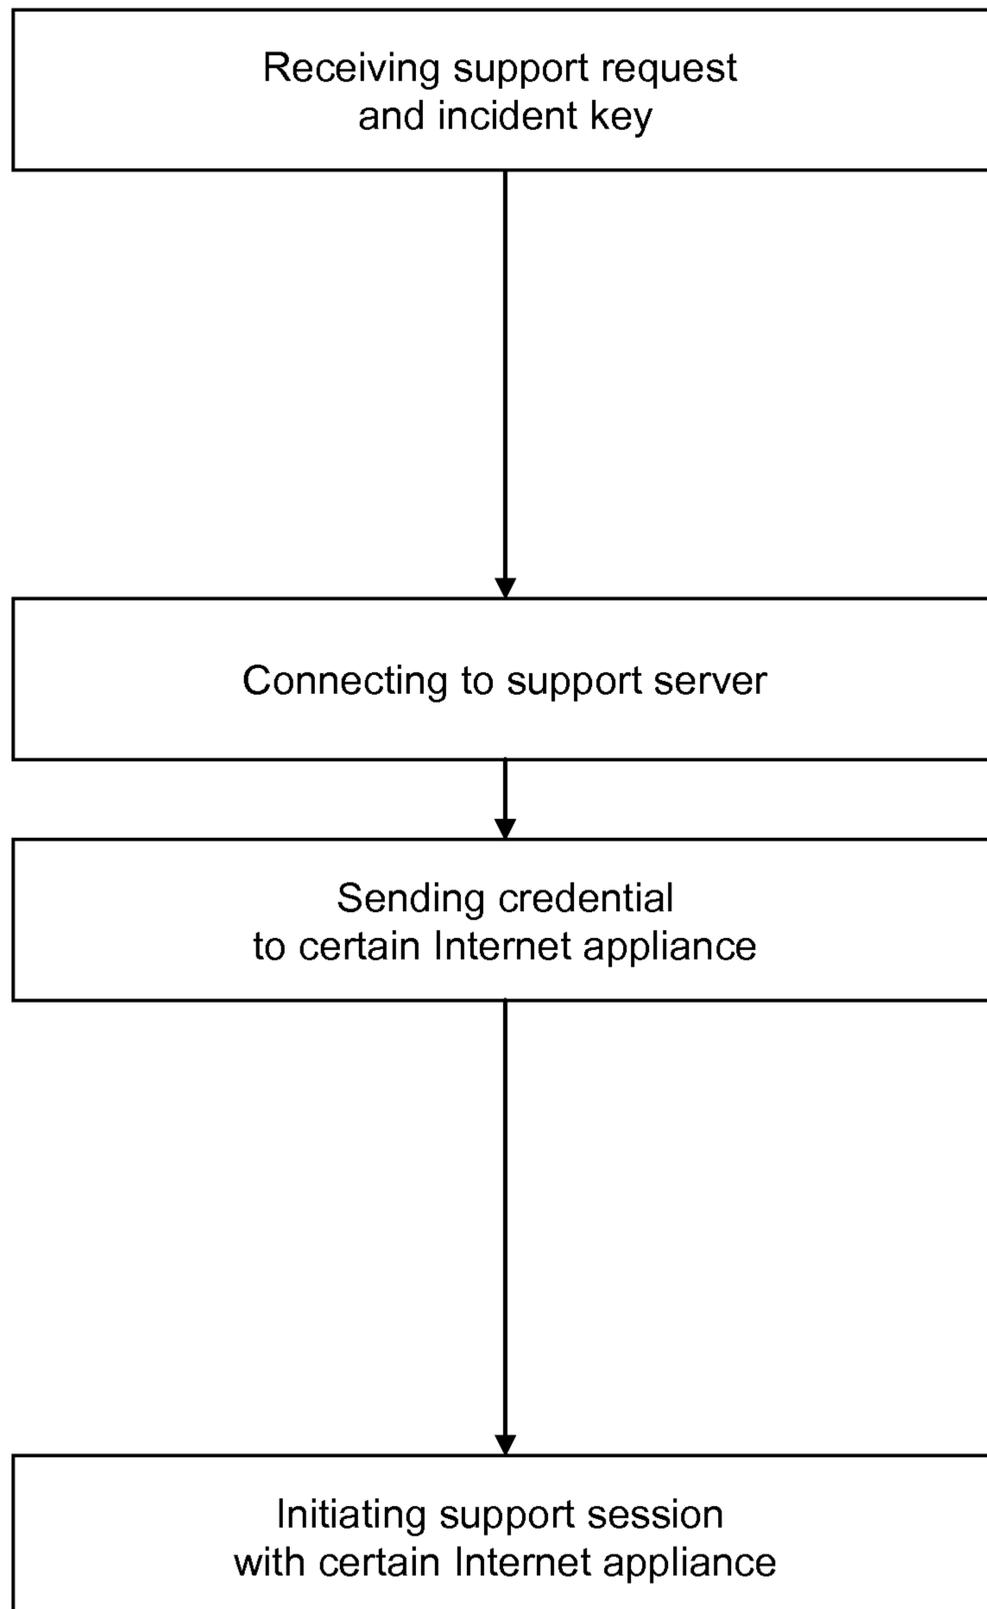 Receiving support request
and incident key
Connecting to support server
Sending credential
to certain Internet appliance
Initiating support session
with certain Internet appliance